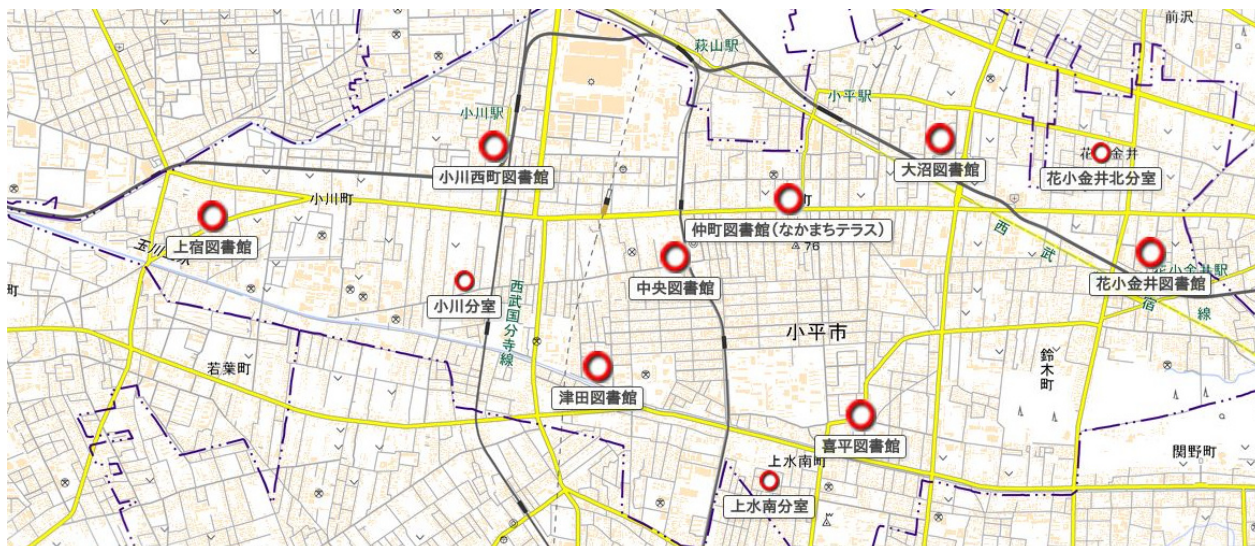 前沢
萩山駅
小平駅
小川駅
花小金井
大沼図書館
花小金井北分室
小川西町図書館
小川町
町
仲町図書館(なかまちテラス)
上宿図書館
西武
76
中央図書館
小川分室
花小金井駅
花小金井図書館
町
西武国分寺線
宿
線
小平市
鈴木町
若葉町
津田図書館
喜平図書館
関野町
上水南町
上水南分室